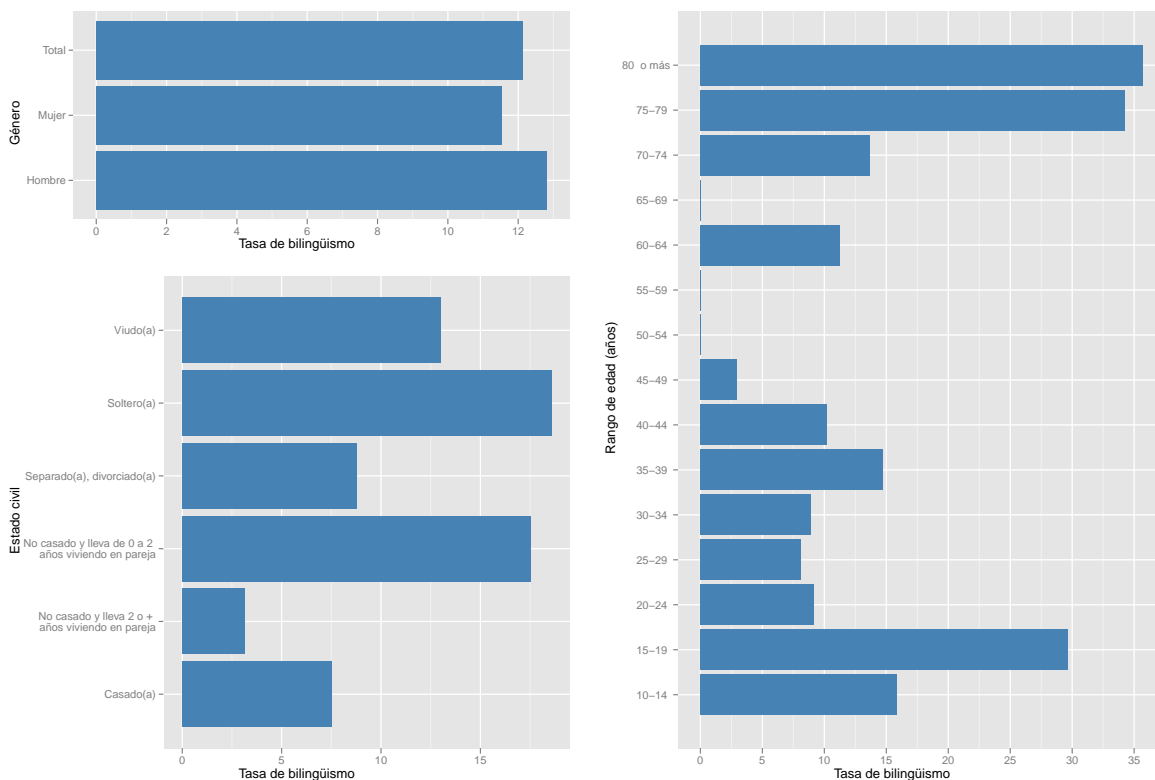 Género
Total
Mujer
Hombre
0 2 4 6 8 10 12
Tasa de bilingüismo
Estado civil
Viudo(a)
Soltero(a)
Separado(a), divorciado(a)
No casado y lleva de 0 a 2
años viviendo en pareja
No casado y lleva 2 o +
años viviendo en pareja
Casado(a)
0 5 10 15
Tasa de bilingüismo
Rango de edad (años)
80 o más
75–79
70–74
65–69
60–64
55–59
50–54
45–49
40–44
35–39
30–34
25–29
20–24
15–19
10–14
0 5 10 15 20 25 30 35
Tasa de bilingüismo